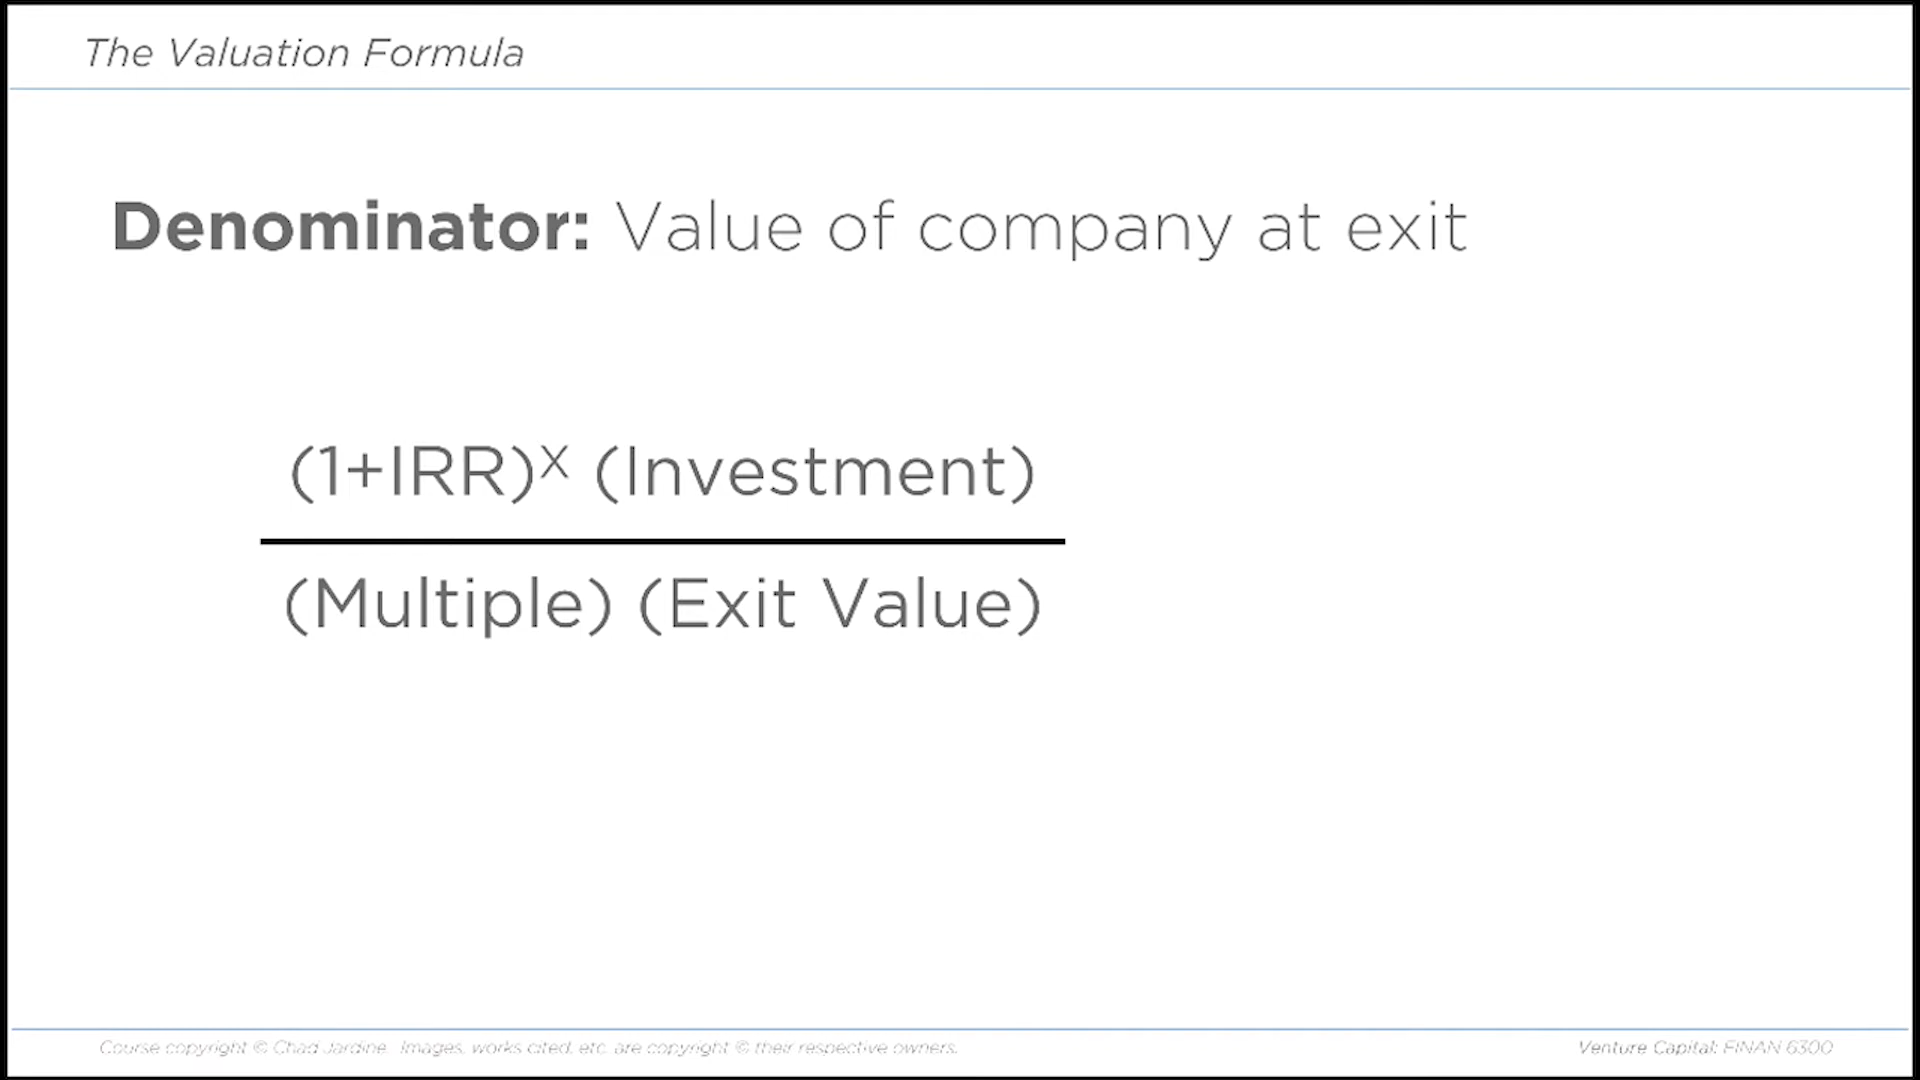 The Valuation Formula
Denominator: Value of company at exit
(1+IRR)ˣ (Investment)
(Multiple) (Exit Value)
Course copyright © Chad Jardine. Images, works cited, etc. are copyright © their respective owners.
Venture Capital: FINAN 6300